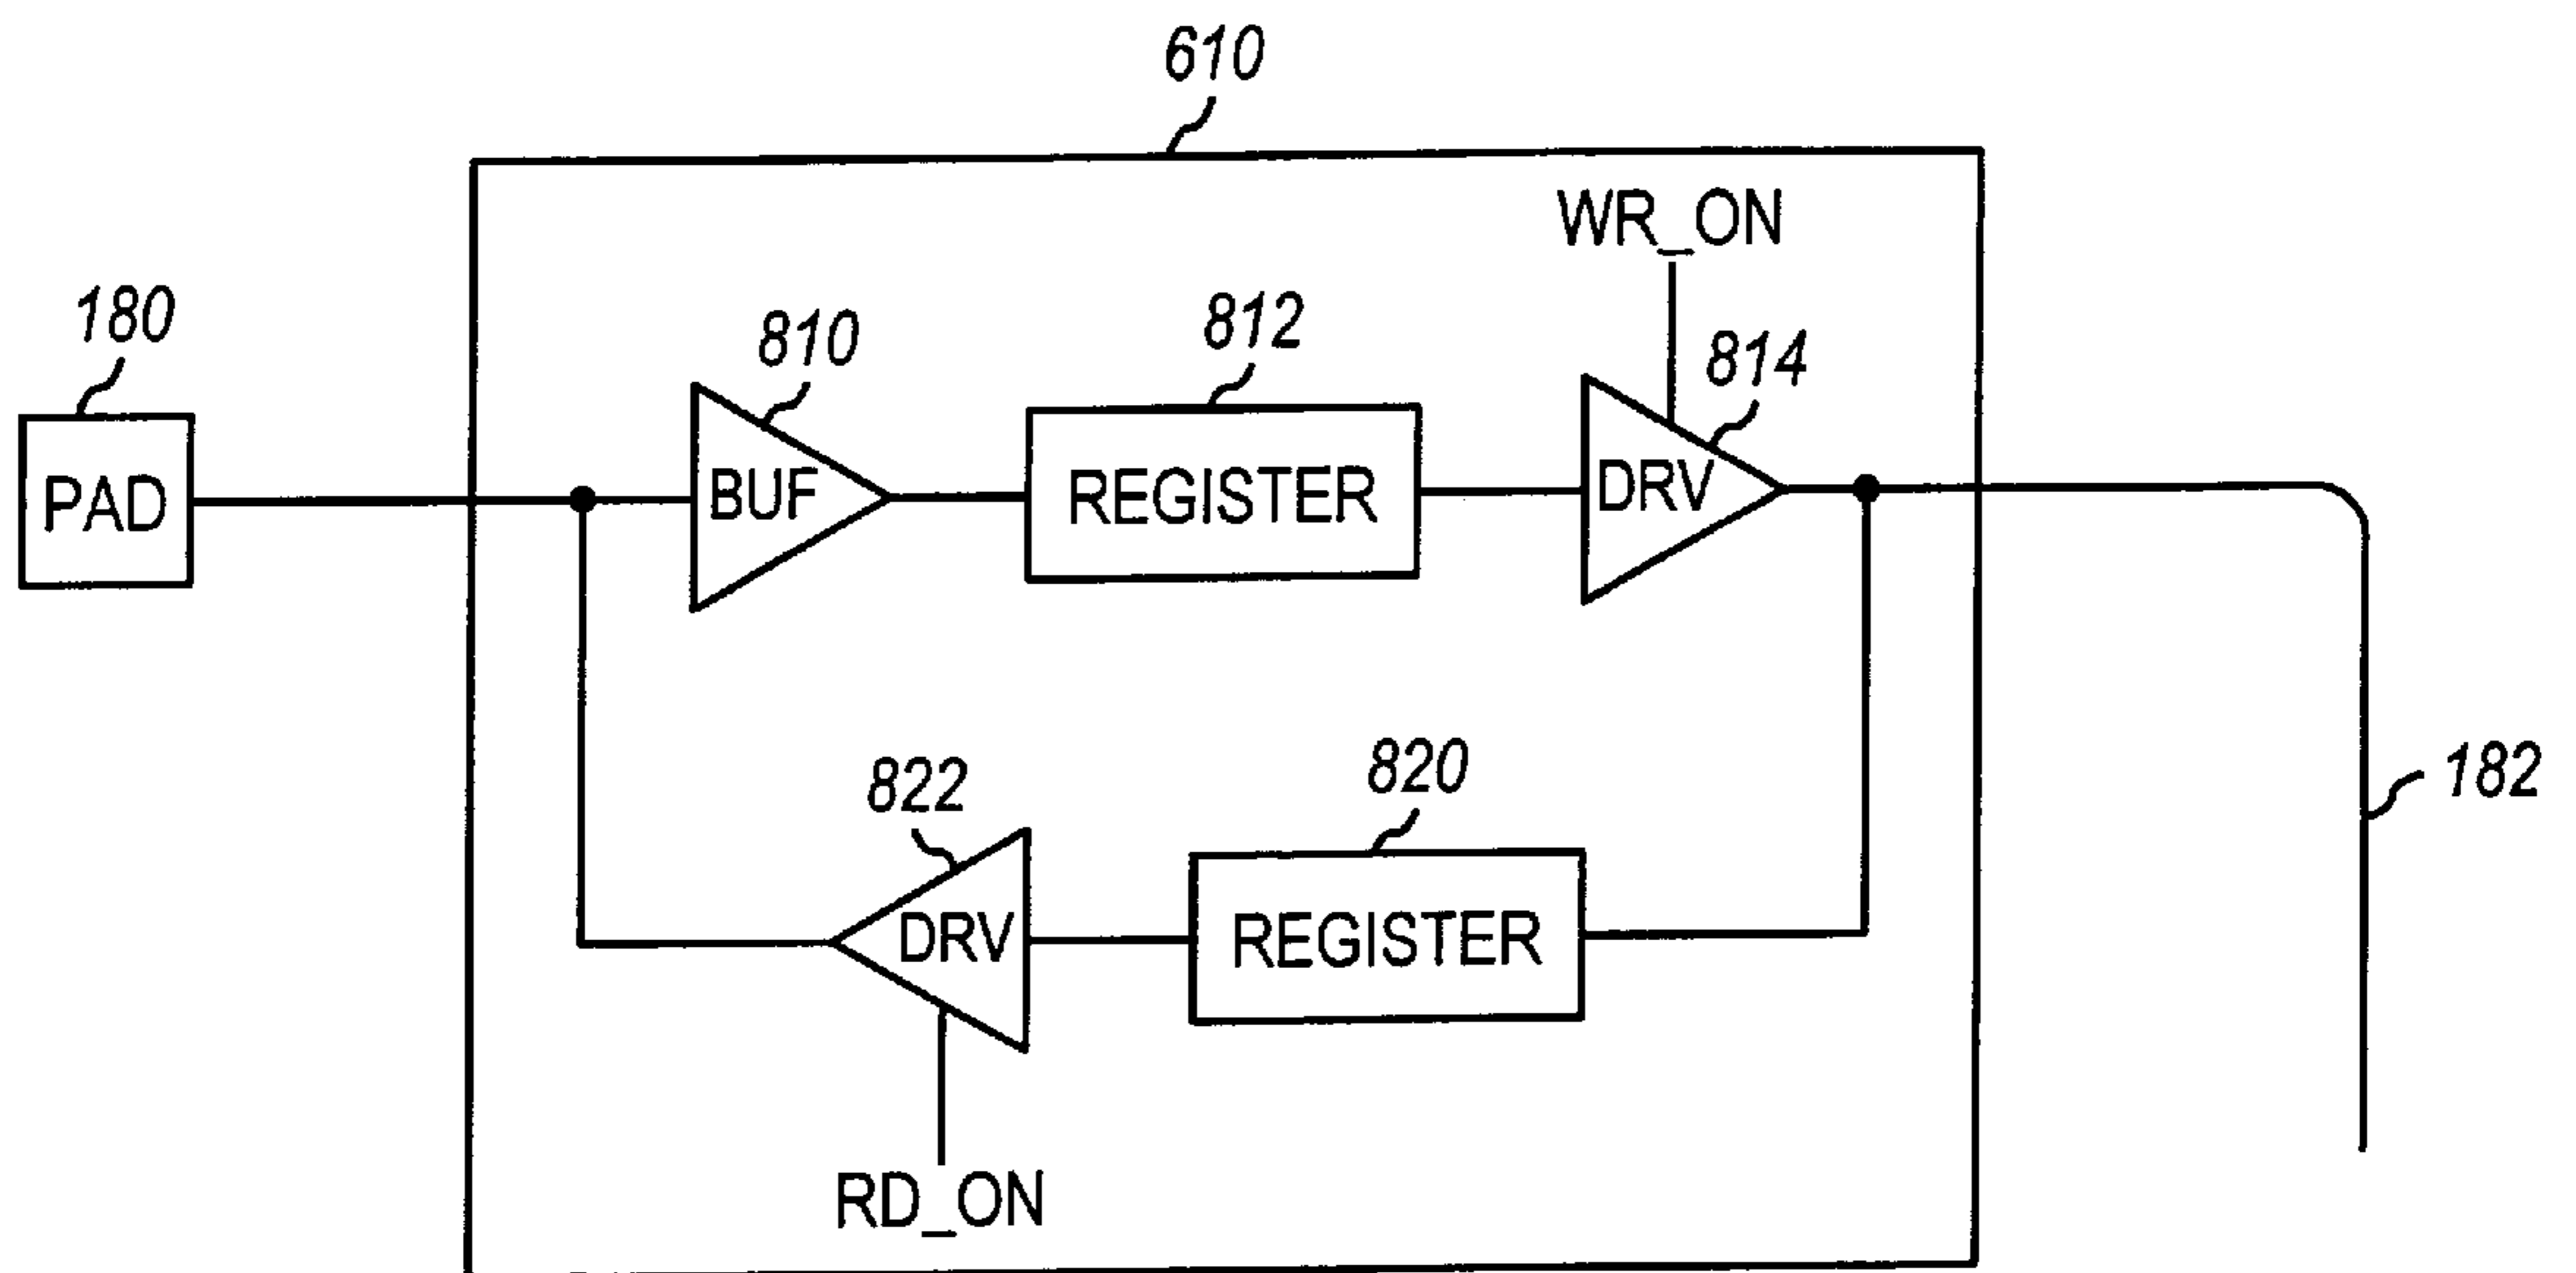 610
WR_ON
180
810
812
814
PAD
BUF
REGISTER
DRV
822
820
182
DRV
REGISTER
RD_ON